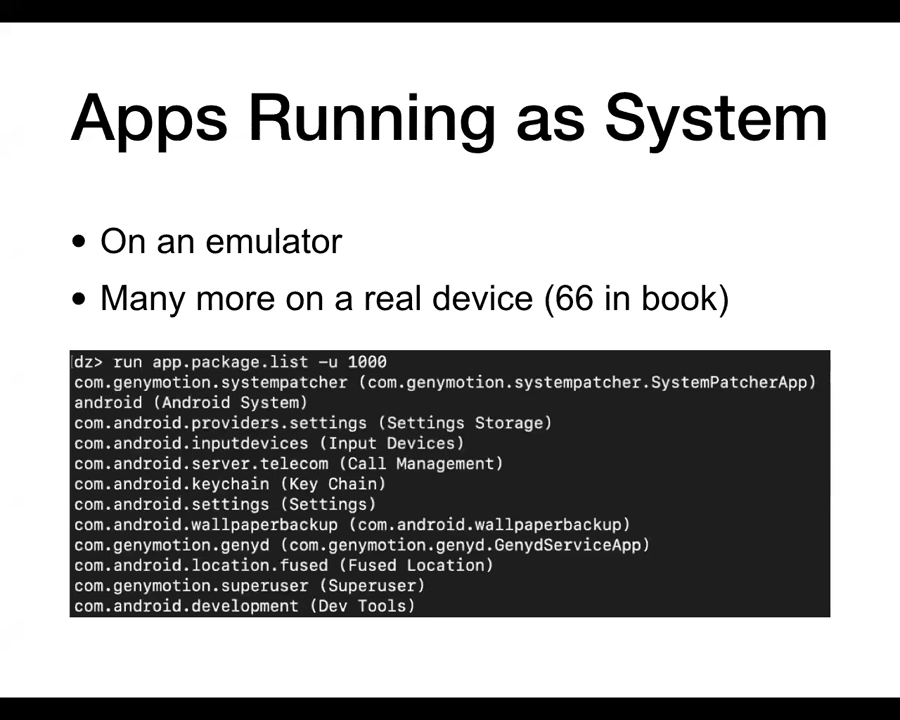 Apps Running as System
• On an emulator
• Many more on a real device (66 in book)
dz> run app.package.list -u 1000
com.genymotion.systempatcher (com.genymotion.systempatcher.SystemPatcherApp)
android (Android System)
com.android.providers.settings (Settings Storage)
com.android.inputdevices (Input Devices)
com.android.server.telecom (Call Management)
com.android.keychain (Key Chain)
com.android.settings (Settings)
com.android.wallpaperbackup (com.android.wallpaperbackup)
com.genymotion.genyd (com.genymotion.genyd.GenydServiceApp)
com.android.location.fused (Fused Location)
com.genymotion.superuser (Superuser)
com.android.development (Dev Tools)